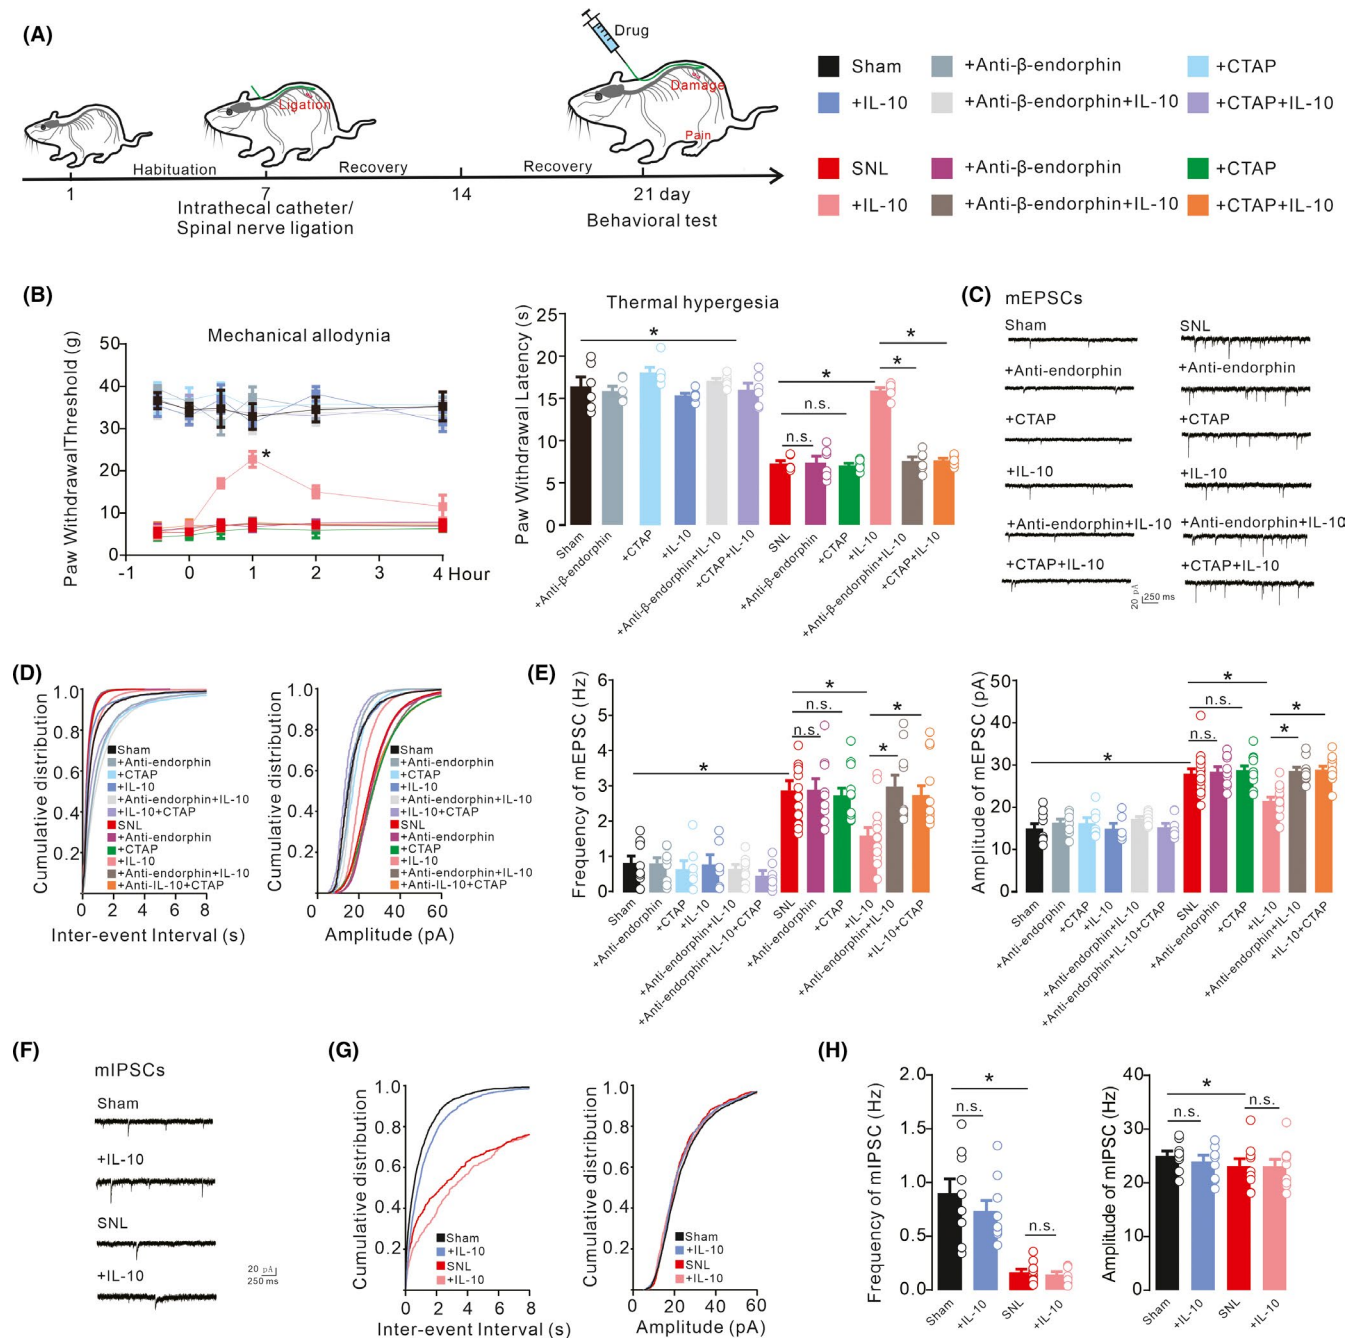 (A)
Drug
Ligation
Damage
Pain
Habituation
Recovery
Recovery
1
7
14
21 day
Intrathecal catheter/
Spinal nerve ligation
Behavioral test
Sham
+Anti-β-endorphin
+CTAP
+IL-10
+Anti-β-endorphin+IL-10
+CTAP+IL-10
SNL
+Anti-β-endorphin
+CTAP
+IL-10
+Anti-β-endorphin+IL-10
+CTAP+IL-10
(B)
Mechanical allodynia
Paw WithdrawalThreshold (g)
50
40
30
20
10
0
*
-1
0
1
2
4
Hour
Thermal hypergesia
Paw Withdrawal Latency (s)
25
20
15
10
5
0
*
*
*
*
n.s.
n.s.
Sham
+Anti-β-endorphin
+CTAP
+IL-10
+Anti-β-endorphin+IL-10
+CTAP+IL-10
SNL
+Anti-β-endorphin
+CTAP
+IL-10
+Anti-β-endorphin+IL-10
+CTAP+IL-10
(C)
mEPSCs
Sham
+Anti-endorphin
+CTAP
+IL-10
+Anti-endorphin+IL-10
+CTAP+IL-10
SNL
+Anti-endorphin
+CTAP
+IL-10
+Anti-endorphin+IL-10
+CTAP+IL-10
20 pA
250 ms
(D)
Cumulative distribution
1.0
0.8
0.6
0.4
0.2
0
2
4
6
8
Inter-event Interval (s)
Sham
+Anti-endorphin
+CTAP
+IL-10
+Anti-endorphin+IL-10
+IL-10+CTAP
SNL
+Anti-endorphin
+CTAP
+IL-10
+Anti-endorphin+IL-10
+Anti-IL-10+CTAP
Cumulative distribution
1.0
0.8
0.6
0.4
0.2
0
20
40
60
Amplitude (pA)
Sham
+Anti-endorphin
+CTAP
+IL-10
+Anti-endorphin+IL-10
+IL-10+CTAP
SNL
+Anti-endorphin
+CTAP
+IL-10
+Anti-endorphin+IL-10
+Anti-IL-10+CTAP
(E)
Frequency of mEPSC (Hz)
6
5
4
3
2
1
0
*
*
n.s.
n.s.
*
*
Sham
+Anti-endorphin
+CTAP
+IL-10
+Anti-endorphin+IL-10
+Anti-endorphin+IL-10+CTAP
SNL
+Anti-endorphin
+CTAP
+IL-10
+Anti-endorphin+IL-10
+IL-10+CTAP
Amplitude of mEPSC (pA)
50
40
30
20
10
0
*
*
n.s.
n.s.
*
*
Sham
+Anti-endorphin
+CTAP
+IL-10
+Anti-endorphin+IL-10
+Anti-endorphin+IL-10+CTAP
SNL
+Anti-endorphin
+CTAP
+IL-10
+Anti-endorphin+IL-10
+IL-10+CTAP
(F)
mIPSCs
Sham
+IL-10
SNL
+IL-10
20 pA
250 ms
(G)
Cumulative distribution
1.0
0.8
0.6
0.4
0.2
0
2
4
6
8
Inter-event Interval (s)
Sham
+IL-10
SNL
+IL-10
Cumulative distribution
1.0
0.8
0.6
0.4
0.2
0
20
40
60
Amplitude (pA)
Sham
+IL-10
SNL
+IL-10
(H)
Frequency of mIPSC (Hz)
2.0
1.5
1.0
0.5
0.0
*
n.s.
n.s.
Sham
+IL-10
SNL
+IL-10
Amplitude of mIPSC (Hz)
40
30
20
10
0
*
n.s.
n.s.
Sham
+IL-10
SNL
+IL-10